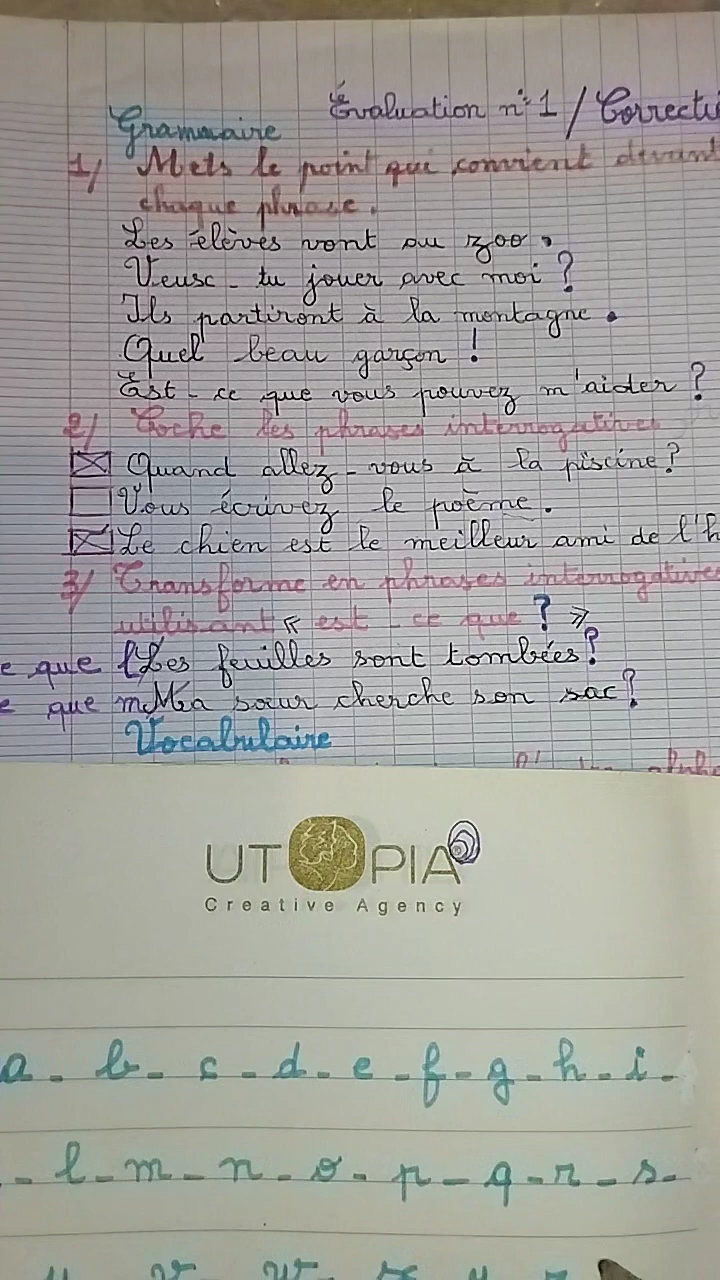 Évaluation n°1 / Correcti
Grammaire
1/ Mets le point qui convient devant
chaque phrase.
Les élèves vont au zoo.
Veux-tu jouer avec moi ?
Ils partiront à la montagne.
Quel beau garçon !
Est-ce que vous pouvez m'aider ?
2/ Coche les phrases interrogatives
Quand allez-vous à la piscine ?
Vous écrivez le poème.
Le chien est le meilleur ami de l'h
3/ Transforme en phrases interrogatives
utilisant « est-ce que ? »
e que lLes feuilles sont tombées ?
e que mMa sœur cherche son sac ?
Vocabulaire
UTOPIA
Creative Agency
a - b - c - d - e - f - g - h - i -
- l - m - n - o - p - q - r - s -